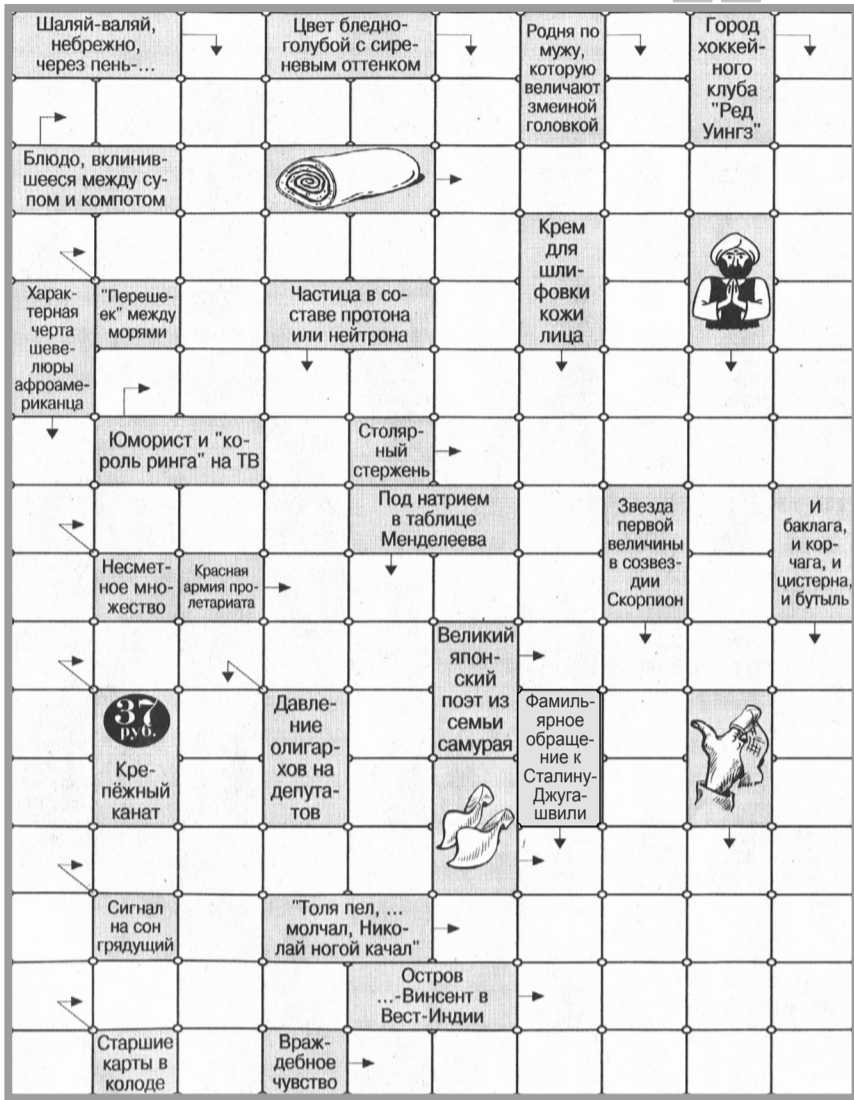 Шаляй-валяй,
небрежно,
через пень-...
Цвет бледно-
голубой с сире-
невым оттенком
Родня по
мужу,
которую
величают
змеиной
головкой
Город
хоккей-
ного
клуба
"Ред
Уингз"
Блюдо, вклинив-
шееся между су-
пом и компотом
Крем
для
шли-
фовки
кожи
лица
Харак-
терная
черта
шеве-
люры
афроаме-
риканца
"Переше-
ек" между
морями
Частица в со-
ставе протона
или нейтрона
Юморист и "ко-
роль ринга" на ТВ
Столяр-
ный
стержень
Под натрием
в таблице
Менделеева
Звезда
первой
величины
в созвез-
дии
Скорпион
И
баклага,
и кор-
чага, и
цистерна,
и бутыль
Несмет-
ное мно-
жество
Красная
армия про-
летариата
Великий
япон-
ский
поэт из
семьи
самурая
37
руб.
Кре-
пёжный
канат
Давле-
ние
олигар-
хов на
депута-
тов
Фамиль-
ярное
обраще-
ние к
Сталину-
Джуга-
швили
Сигнал
на сон
грядущий
"Толя пел, ...
молчал, Нико-
лай ногой качал"
Остров
...-Винсент в
Вест-Индии
Старшие
карты в
колоде
Враж-
дебное
чувство